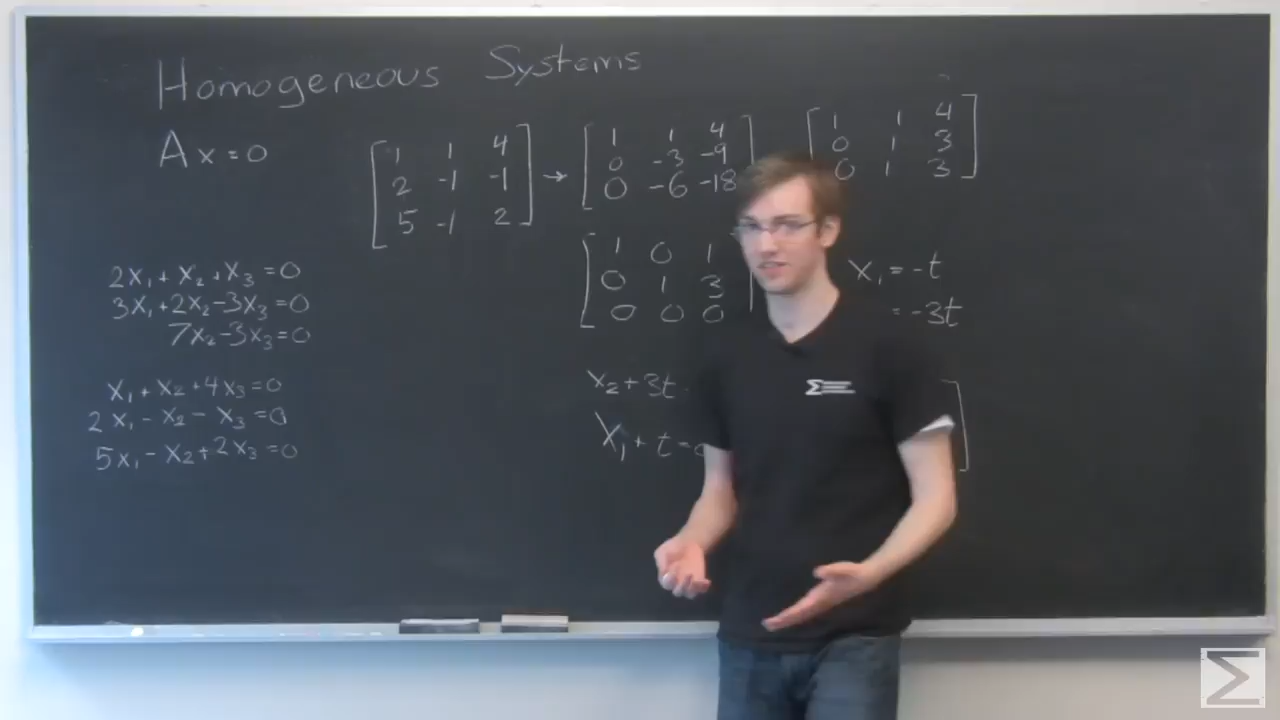 Homogeneous Systems
Ax=0
1 1 4
2 -1 -1
5 -1 2
→
1 1 4
0 -3 -9
0 -6 -18
1 1 4
0 1 3
0 1 3
1 0 1
0 1 3
0 0 0
x₁ = -t
= -3t
2x₁+x₂+x₃=0
3x₁+2x₂-3x₃=0
7x₂-3x₃=0
x₁+x₂+4x₃=0
2x₁-x₂-x₃=0
5x₁-x₂+2x₃=0
x₂+3t
x₁+t=0
Σ
Σ